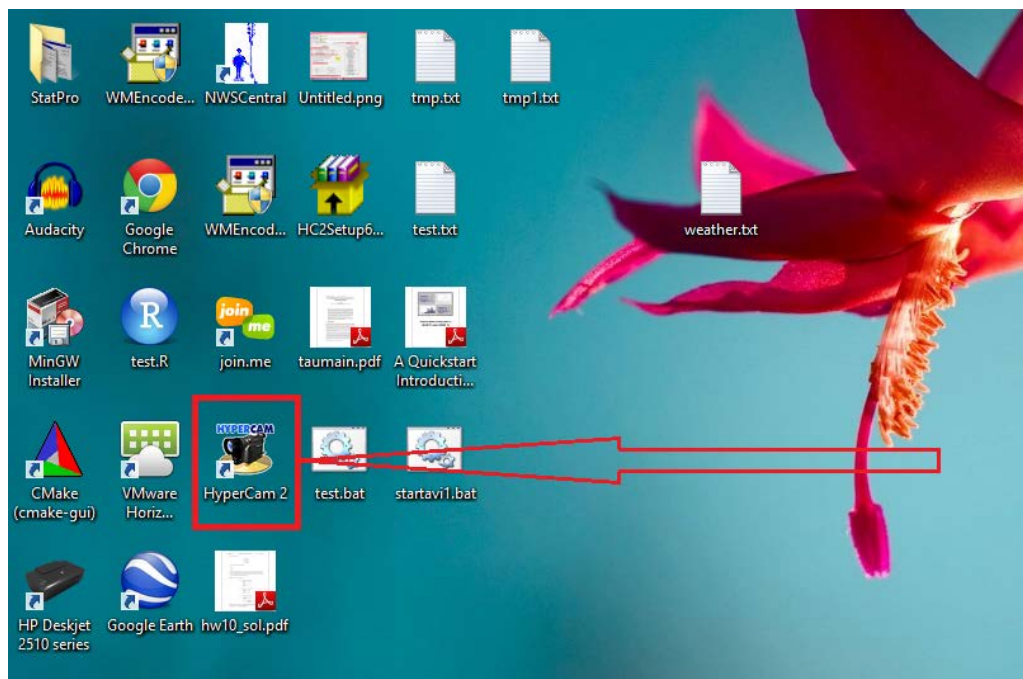 StatPro
WMEncode...
NWSCentral
Untitled.png
tmp.txt
tmp1.txt
Audacity
Google
Chrome
WMEncod...
HC2Setup6...
test.txt
weather.txt
MinGW
Installer
R
test.R
join
me
join.me
taumain.pdf
A Quickstart
Introducti...
CMake
(cmake-gui)
VMware
Horiz...
HYPERCAM
HyperCam 2
test.bat
startavi1.bat
HP Deskjet
2510 series
Google Earth
hw10_sol.pdf